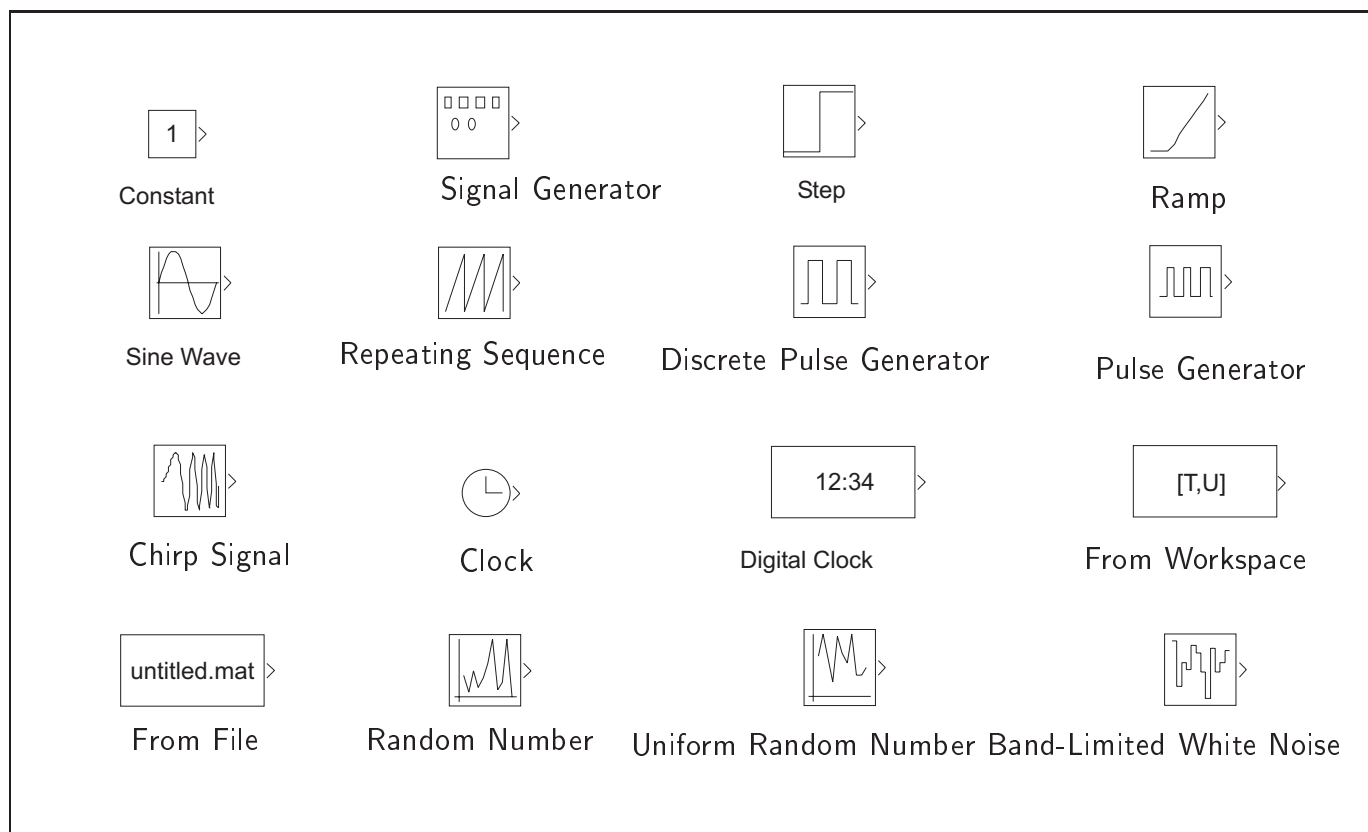 1
Constant
Signal Generator
Step
Ramp
Sine Wave
Repeating Sequence
Discrete Pulse Generator
Pulse Generator
Chirp Signal
Clock
12:34
Digital Clock
[T,U]
From Workspace
untitled.mat
From File
Random Number
Uniform Random Number
Band-Limited White Noise